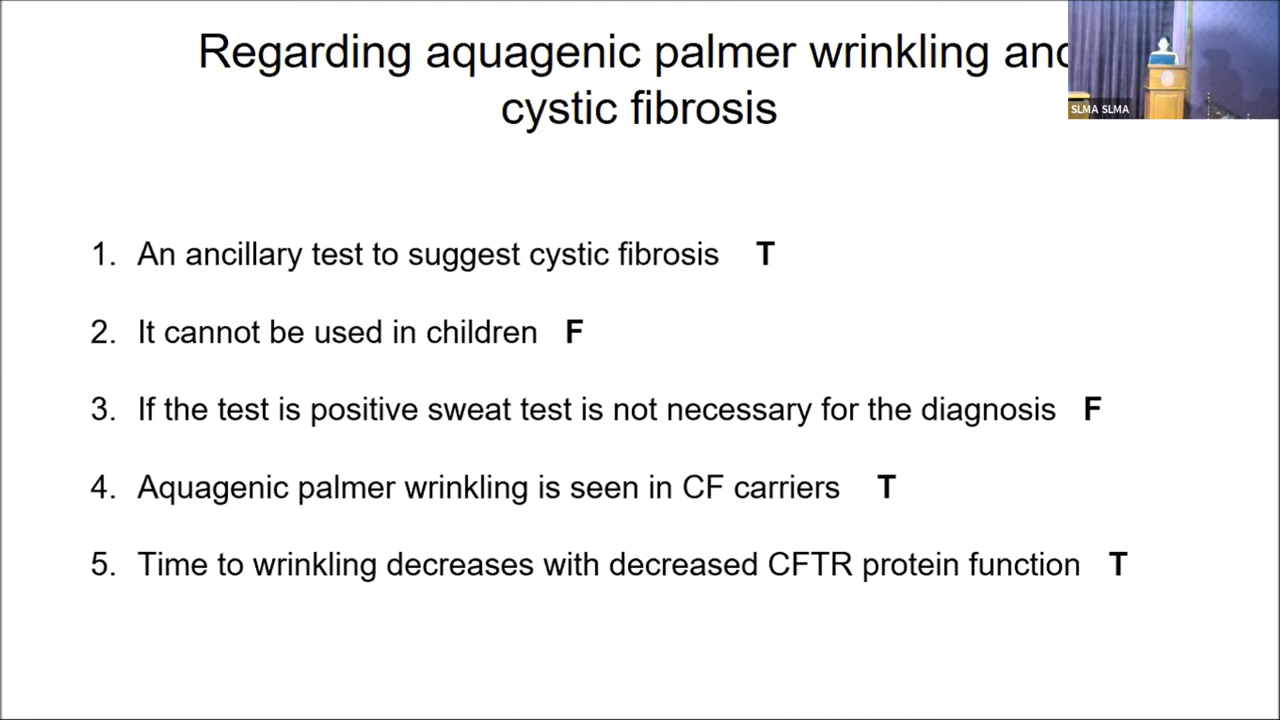 Regarding aquagenic palmer wrinkling and
cystic fibrosis
SLMA SLMA
1. An ancillary test to suggest cystic fibrosis T
2. It cannot be used in children F
3. If the test is positive sweat test is not necessary for the diagnosis F
4. Aquagenic palmer wrinkling is seen in CF carriers T
5. Time to wrinkling decreases with decreased CFTR protein function T